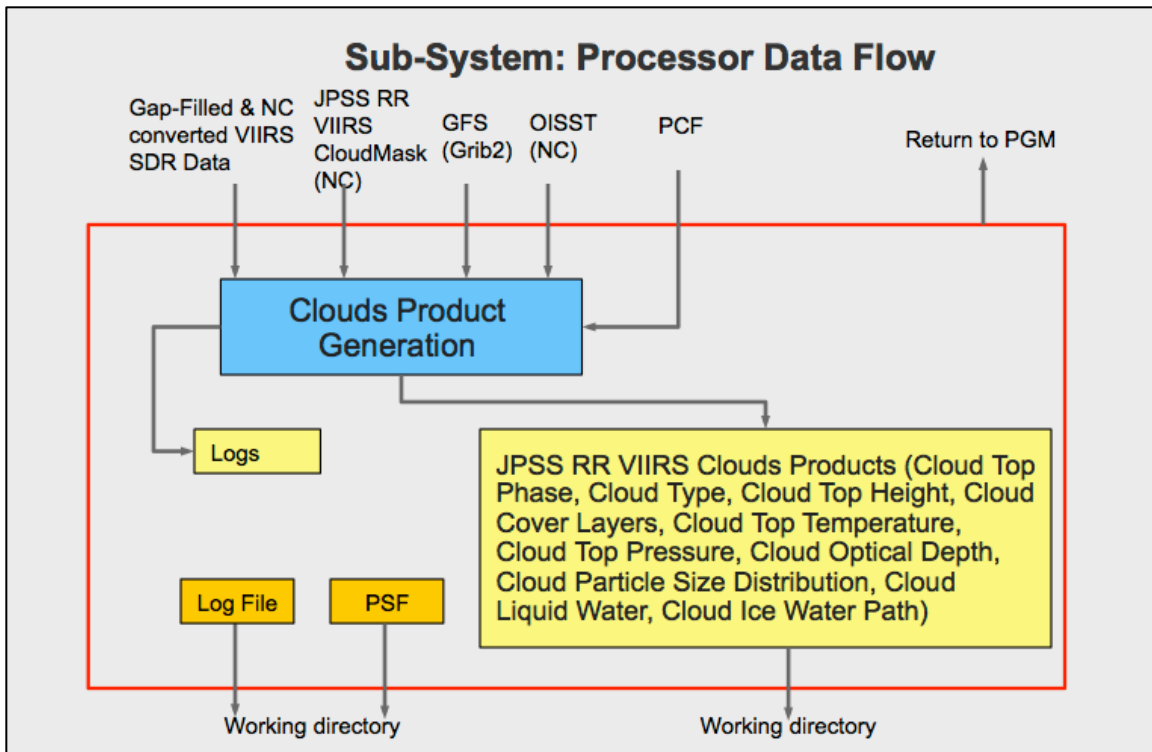 Sub-System: Processor Data Flow
Gap-Filled & NC
converted VIIRS
SDR Data
JPSS RR
VIIRS
CloudMask
(NC)
GFS
(Grib2)
OISST
(NC)
PCF
Return to PGM
Clouds Product
Generation
Logs
JPSS RR VIIRS Clouds Products (Cloud Top
Phase, Cloud Type, Cloud Top Height, Cloud
Cover Layers, Cloud Top Temperature,
Cloud Top Pressure, Cloud Optical Depth,
Cloud Particle Size Distribution, Cloud
Liquid Water, Cloud Ice Water Path)
Log File
PSF
Working directory
Working directory